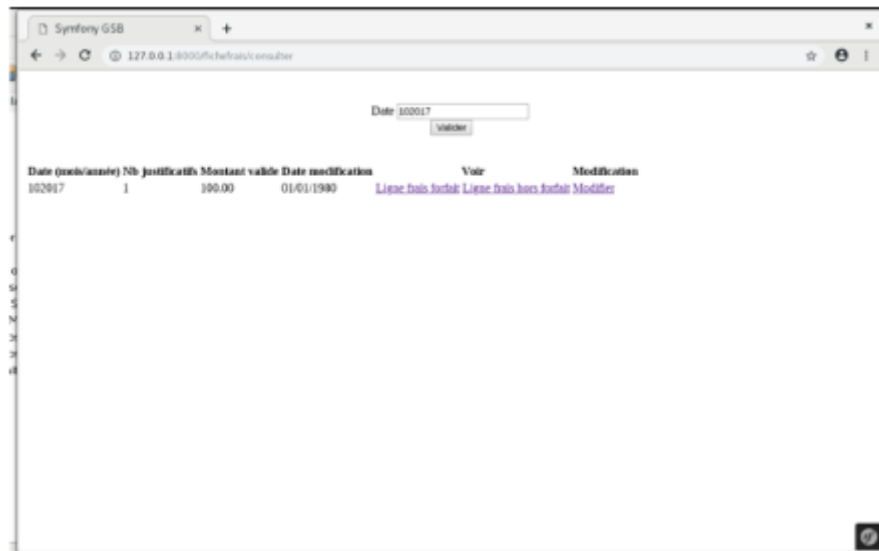 Symfony GSB
127.0.0.1:8000/fichefrais/consulter
Date 102017
Valider
Date (mois/année) Nb justificatifs Montant valide Date modification Voir Modification
102017 1 100.00 01/01/1980 Ligne frais forfait Ligne frais hors forfait Modifier